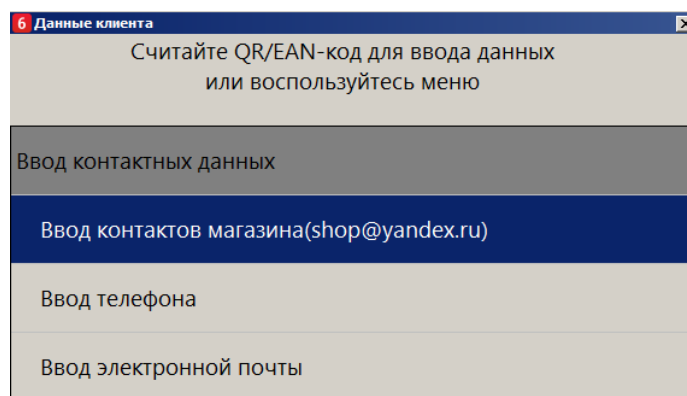 6 Данные клиента
Считайте QR/EAN-код для ввода данных
или воспользуйтесь меню
Ввод контактных данных
Ввод контактов магазина(shop@yandex.ru)
Ввод телефона
Ввод электронной почты